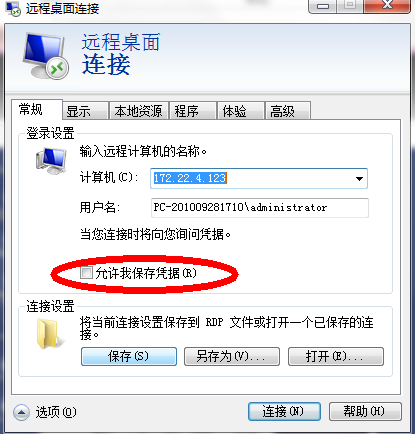 远程桌面连接
远程桌面
连接
常规 显示 本地资源 程序 体验 高级
登录设置
输入远程计算机的名称。
计算机(C): 172.22.4.123
用户名: PC-201009281710\administrator
当您连接时将向您询问凭据。
允许我保存凭据(R)
连接设置
将当前连接设置保存到 RDP 文件或打开一个已保存的连
接。
保存(S) 另存为(V)... 打开(E)...
选项(O) 连接(N) 帮助(H)